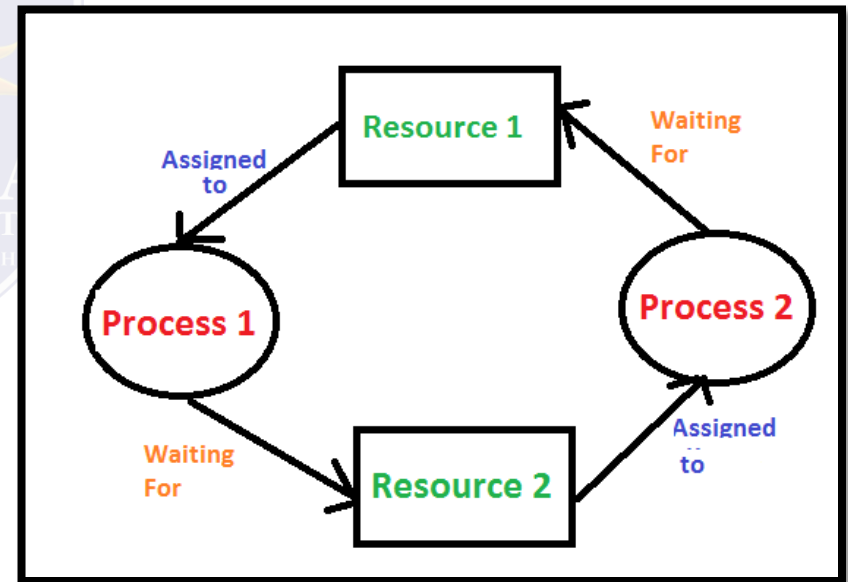 Resource 1
Waiting
For
Assigned
to
Process 1
Process 2
Waiting
For
Resource 2
Assigned
to